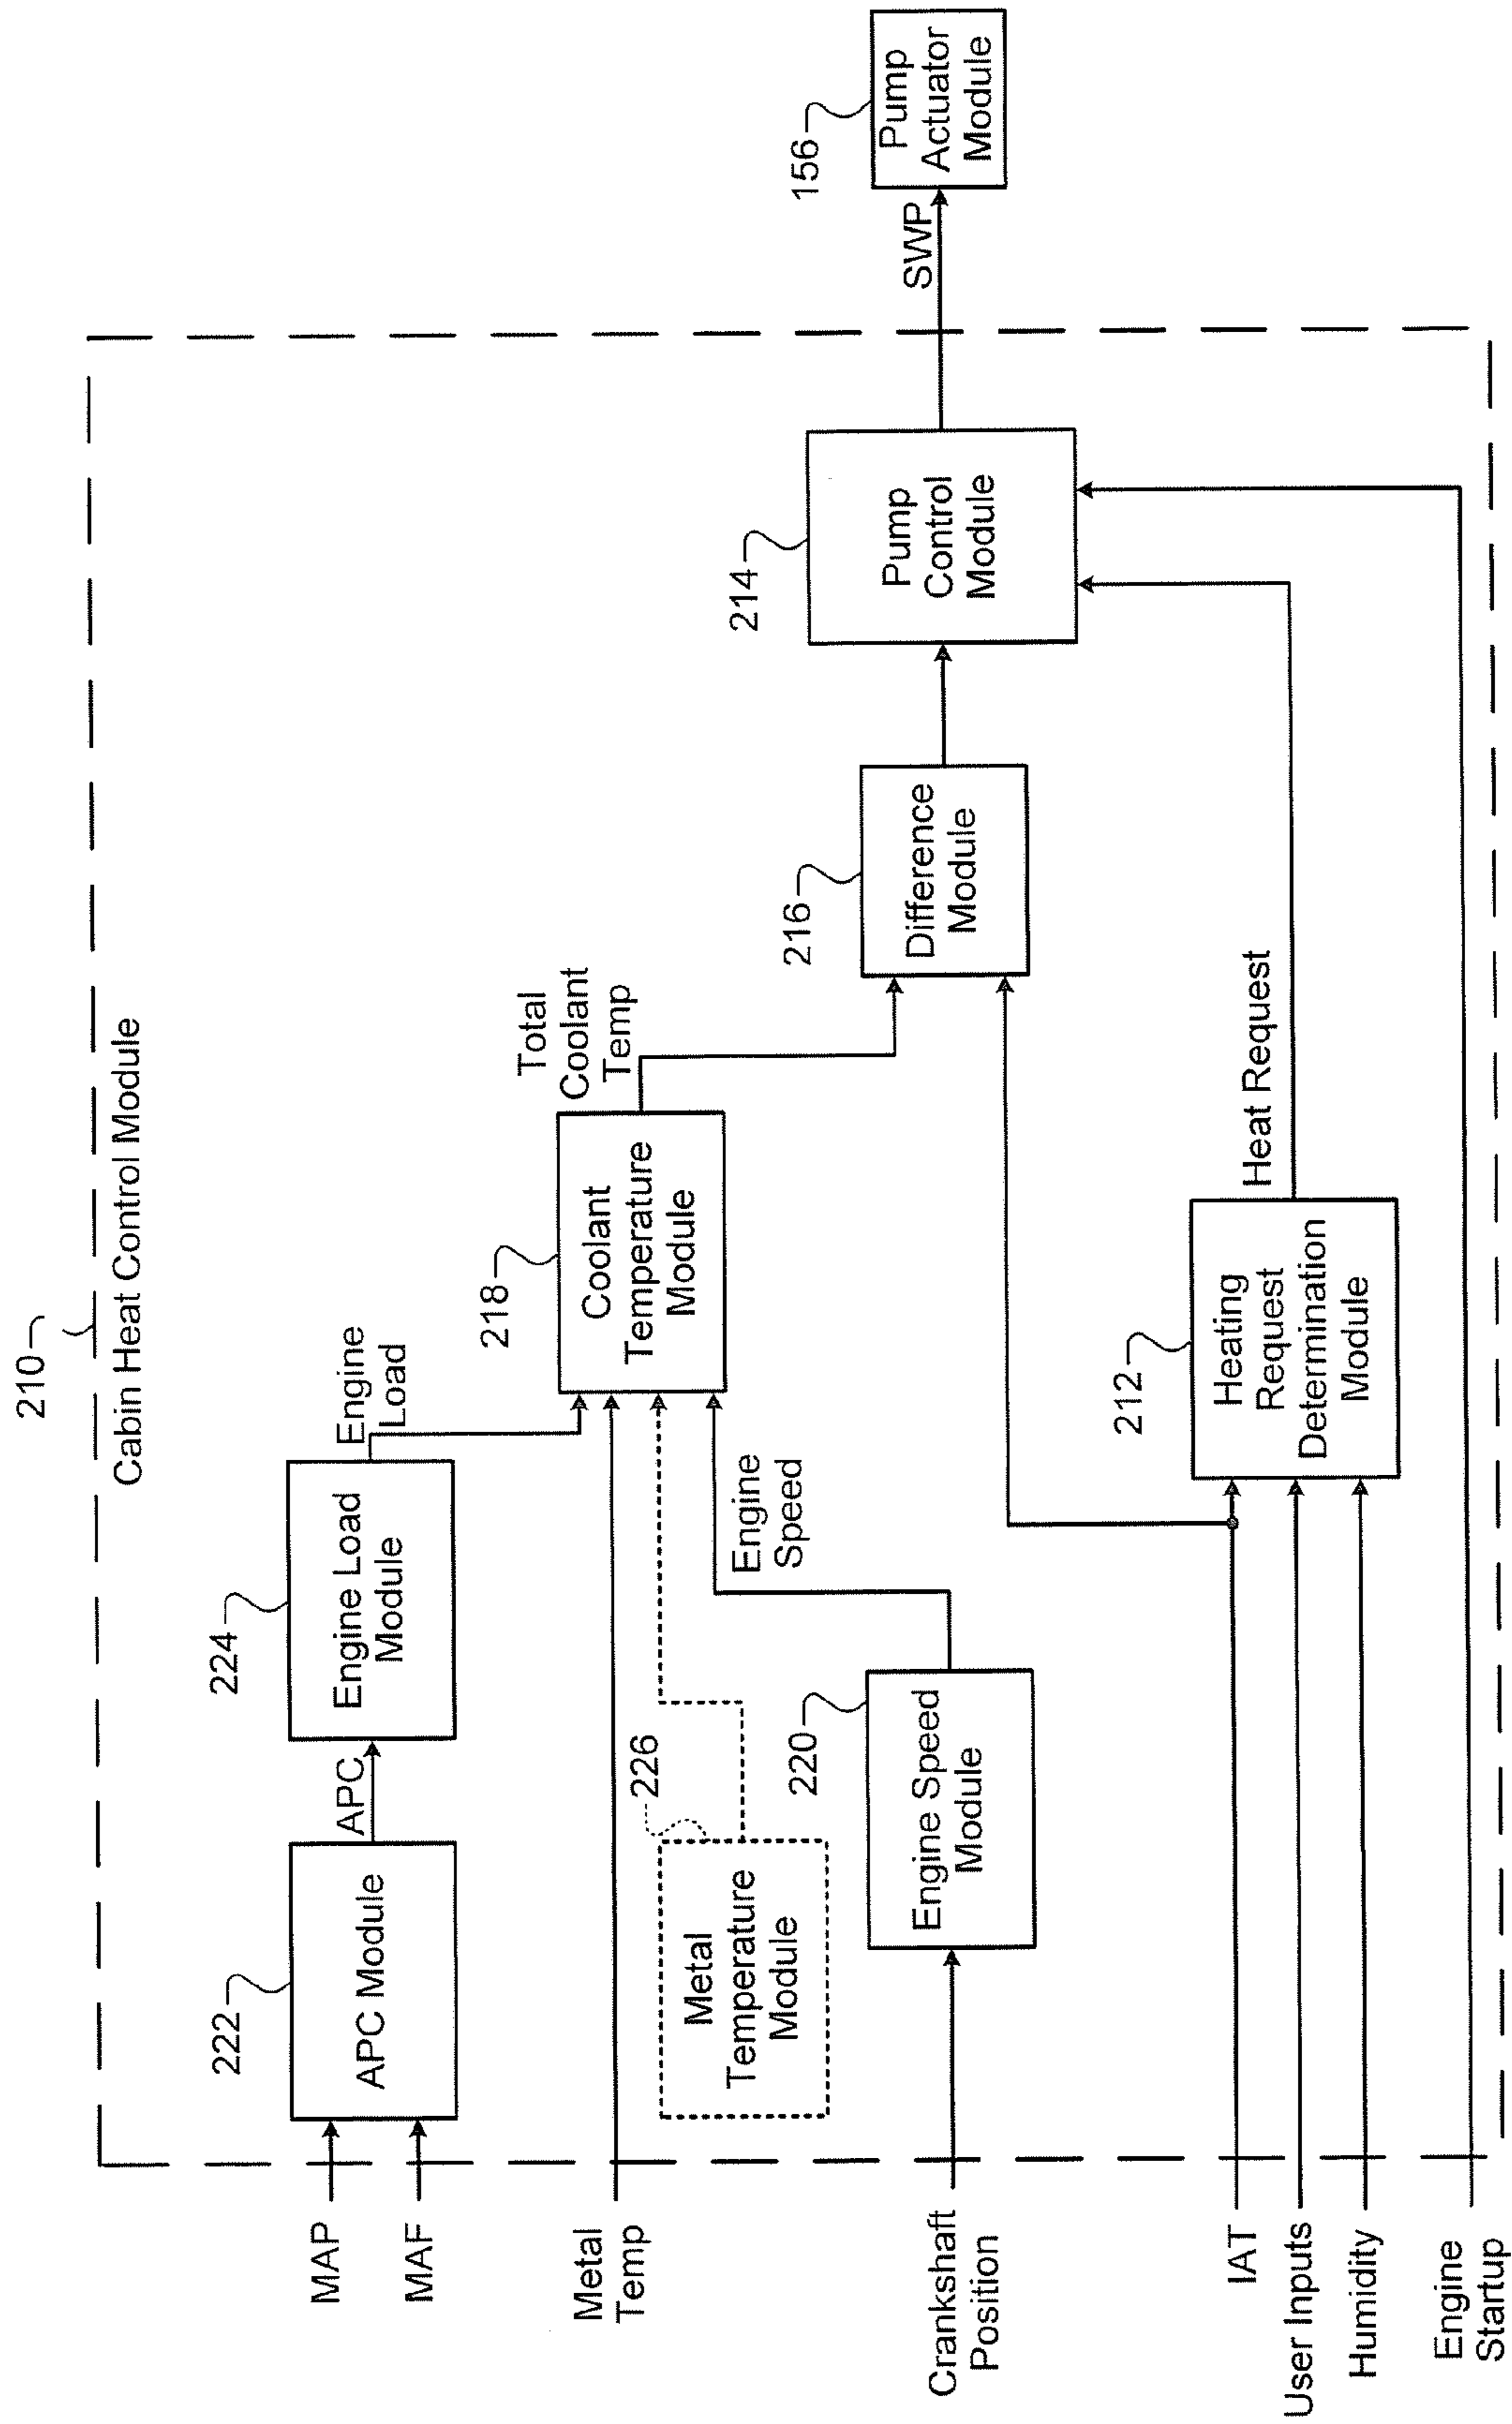 210
Cabin Heat Control Module
MAP
MAF
222
APC Module
APC
224
Engine Load
Module
Engine
Load
Metal
Temp
226
Metal
Temperature
Module
218
Coolant
Temperature
Module
Total
Coolant
Temp
Crankshaft
Position
220
Engine Speed
Module
Engine
Speed
216
Difference
Module
214
Pump
Control
Module
SWP
156
Pump
Actuator
Module
IAT
User Inputs
Humidity
212
Heating
Request
Determination
Module
Heat Request
Engine
Startup